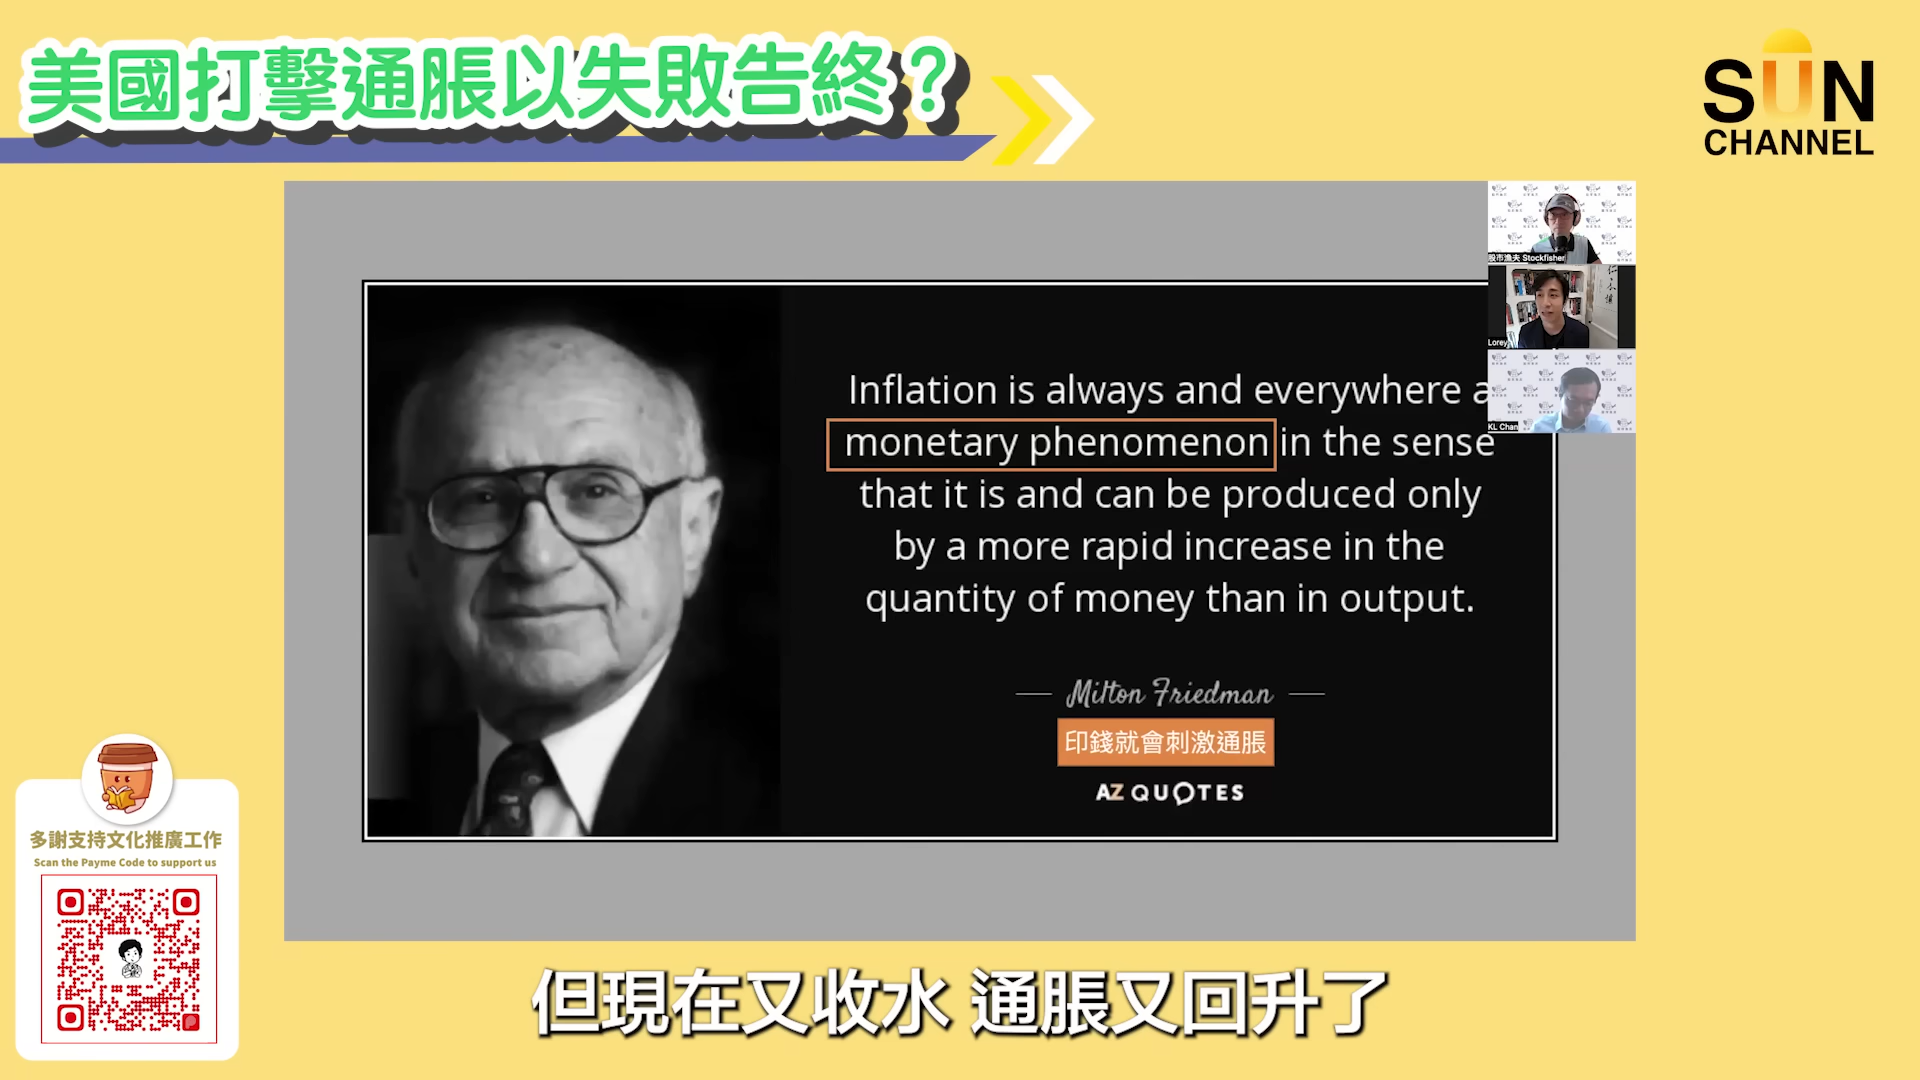 美國打擊通脹以失敗告終？
SUN
CHANNEL
股市漁夫 Stockfisher
Lorey
KL Chan
Inflation is always and everywhere a
monetary phenomenon in the sense
that it is and can be produced only
by a more rapid increase in the
quantity of money than in output.
Milton Friedman
印錢就會刺激通脹
AZ QUOTES
多謝支持文化推廣工作
Scan the Payme Code to support us
但現在又收水 通脹又回升了